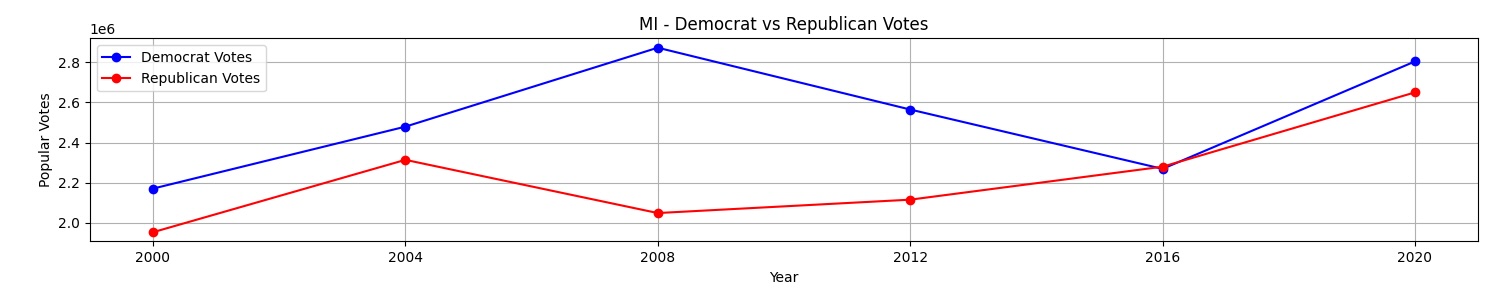 MI - Democrat vs Republican Votes
1e6
Democrat Votes
Republican Votes
Popular Votes
2.8
2.6
2.4
2.2
2.0
2000 2004 2008 2012 2016 2020
Year